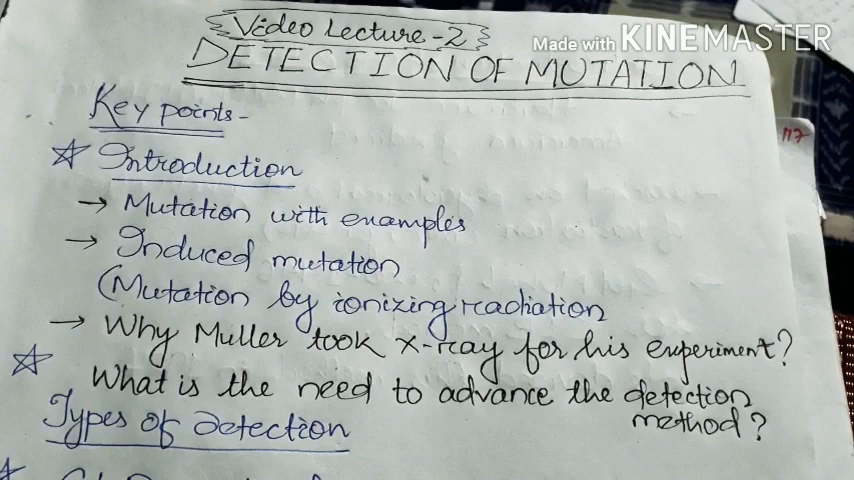 Video Lecture-2
Made with KINEMASTER
DETECTION OF MUTATION
Key points-
117
☆ Introduction
→ Mutation with examples
→ Induced mutation
(Mutation by ionizing radiation
→ Why Muller took x-ray for his experiment?
☆
What is the need to advance the detection
method?
Types of detection